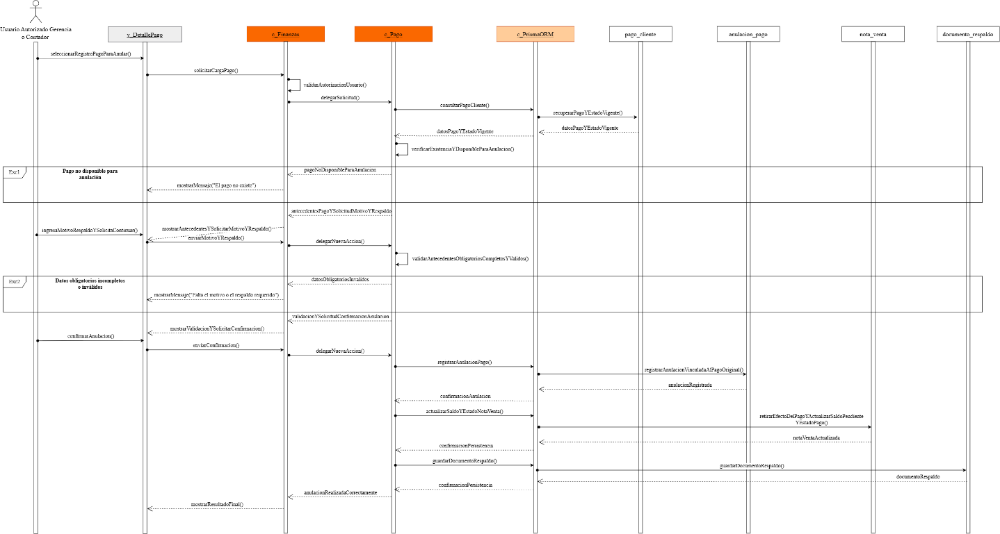 Usuario Autorizado Gerencia
o Contador
v_DetallePago
c_Finanzas
c_Pago
c_PrismaORM
pago_cliente
anulacion_pago
nota_venta
documento_respaldo
seleccionarRegistroPagoParaAnular()
solicitarCargaPago()
validarAutorizacionUsuario()
delegarSolicitud()
consultarPagoCliente()
recuperarPagoYEstadoVigente()
datosPagoYEstadoVigente
datosPagoYEstadoVigente
verificarExistenciaYDisponibleParaAnulacion()
Exc1
Pago no disponible para
anulación
pagoNoDisponibleParaAnulacion
mostrarMensaje("El pago no existe")
antecedentesPagoYSolicitudMotivoYRespaldo
mostrarAntecedentesYSolicitarMotivoYRespaldo()
ingresaMotivoRespaldoYSolicitaContinuar()
enviarMotivoYRespaldo()
delegarNuevaAccion()
validarAntecedentesObligatoriosCompletosYValidos()
Exc2
Datos obligatorios incompletos
o inválidos
datosObligatoriosInvalidos
mostrarMensaje("Falta el motivo o el respaldo requerido")
validacionYSolicitudConfirmacionAnulacion
mostrarValidacionYSolicitarConfirmacion()
confirmarAnulacion()
enviarConfirmacion()
delegarNuevaAccion()
registrarAnulacionPago()
registrarAnulacionVinculadaAlPagoOriginal()
anulacionRegistrada
confirmacionAnulacion
actualizarSaldoYEstadoNotaVenta()
retirarEfectoDelPagoYActualizarSaldoPendiente
YEstadoPago()
notaVentaActualizada
confirmacionPersistencia
guardarDocumentoRespaldo()
guardarDocumentoRespaldo()
documentoRespaldo
confirmacionPersistencia
anulacionRealizadaCorrectamente
mostrarResultadoFinal()